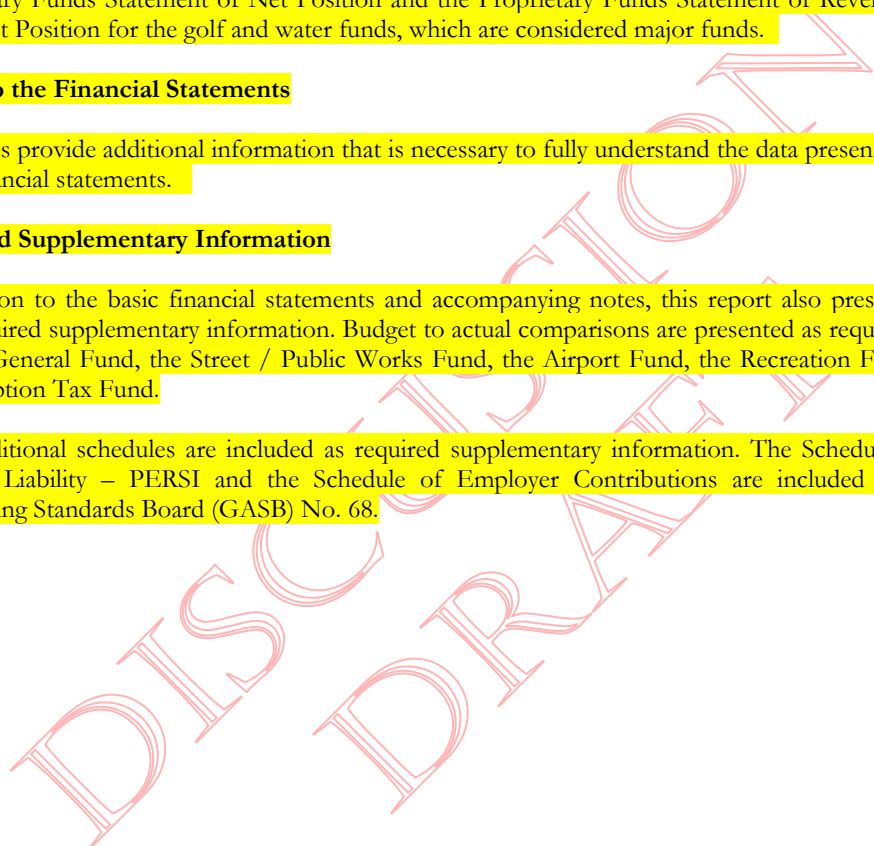 ry Funds Statement of Net Position and the Proprietary Funds Statement of Reven
t Position for the golf and water funds, which are considered major funds.
o the Financial Statements
s provide additional information that is necessary to fully understand the data presen
ancial statements.
d Supplementary Information
on to the basic financial statements and accompanying notes, this report also pres
uired supplementary information. Budget to actual comparisons are presented as requ
General Fund, the Street / Public Works Fund, the Airport Fund, the Recreation F
ption Tax Fund.
ditional schedules are included as required supplementary information. The Schedu
Liability – PERSI and the Schedule of Employer Contributions are included
ing Standards Board (GASB) No. 68.
DISCUSSION
DRAFT